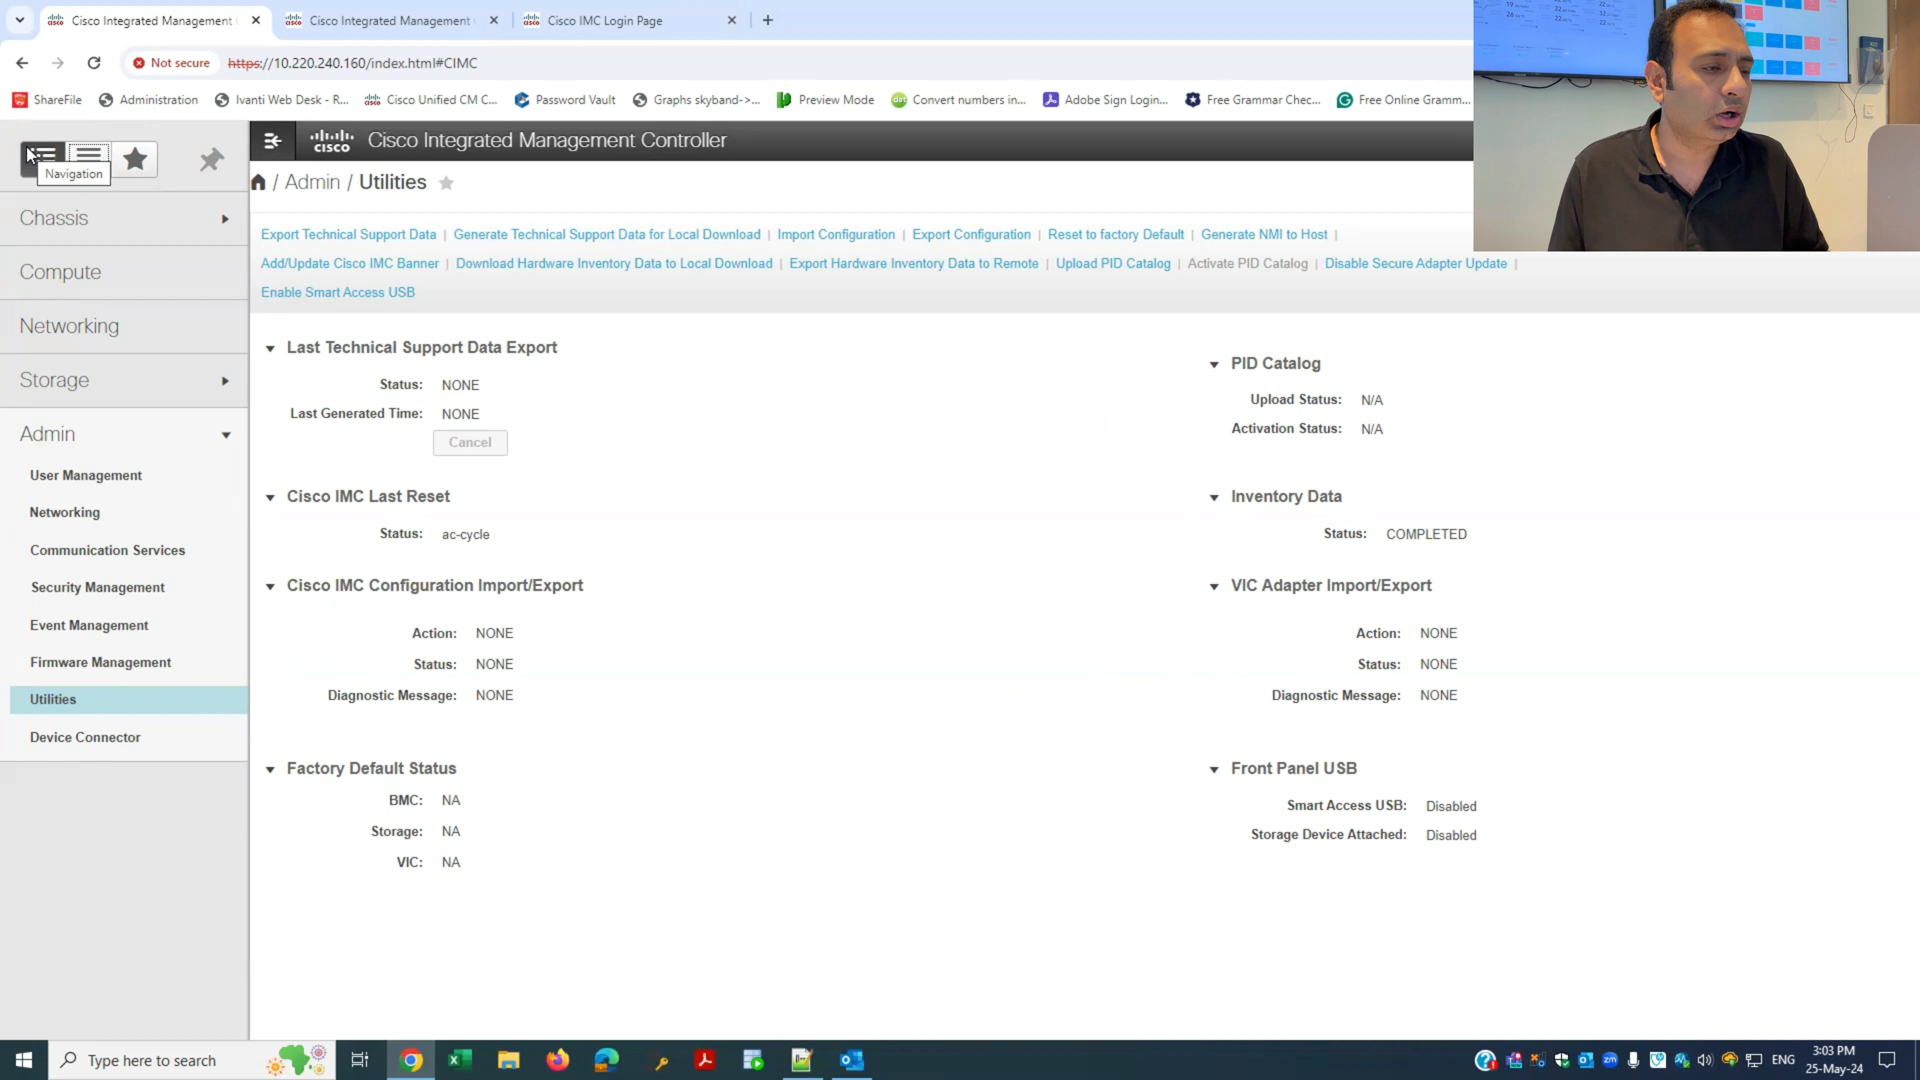 Cisco Integrated Management
Cisco Integrated Management
Cisco IMC Login Page
Not secure
https://10.220.240.160/index.html#CIMC
ShareFile
Administration
Ivanti Web Desk - R...
Cisco Unified CM C...
Password Vault
Graphs skyband->...
Preview Mode
Convert numbers in...
Adobe Sign Login...
Free Grammar Chec...
Free Online Gramm...
Navigation
cisco Cisco Integrated Management Controller
/ Admin / Utilities
Export Technical Support Data | Generate Technical Support Data for Local Download | Import Configuration | Export Configuration | Reset to factory Default | Generate NMI to Host |
Add/Update Cisco IMC Banner | Download Hardware Inventory Data to Local Download | Export Hardware Inventory Data to Remote | Upload PID Catalog | Activate PID Catalog | Disable Secure Adapter Update |
Enable Smart Access USB
Chassis
Compute
Networking
Storage
Admin
User Management
Networking
Communication Services
Security Management
Event Management
Firmware Management
Utilities
Device Connector
Last Technical Support Data Export
Status: NONE
Last Generated Time: NONE
Cancel
PID Catalog
Upload Status: N/A
Activation Status: N/A
Cisco IMC Last Reset
Status: ac-cycle
Inventory Data
Status: COMPLETED
Cisco IMC Configuration Import/Export
Action: NONE
Status: NONE
Diagnostic Message: NONE
VIC Adapter Import/Export
Action: NONE
Status: NONE
Diagnostic Message: NONE
Factory Default Status
BMC: NA
Storage: NA
VIC: NA
Front Panel USB
Smart Access USB: Disabled
Storage Device Attached: Disabled
Type here to search
ENG
3:03 PM
25-May-24